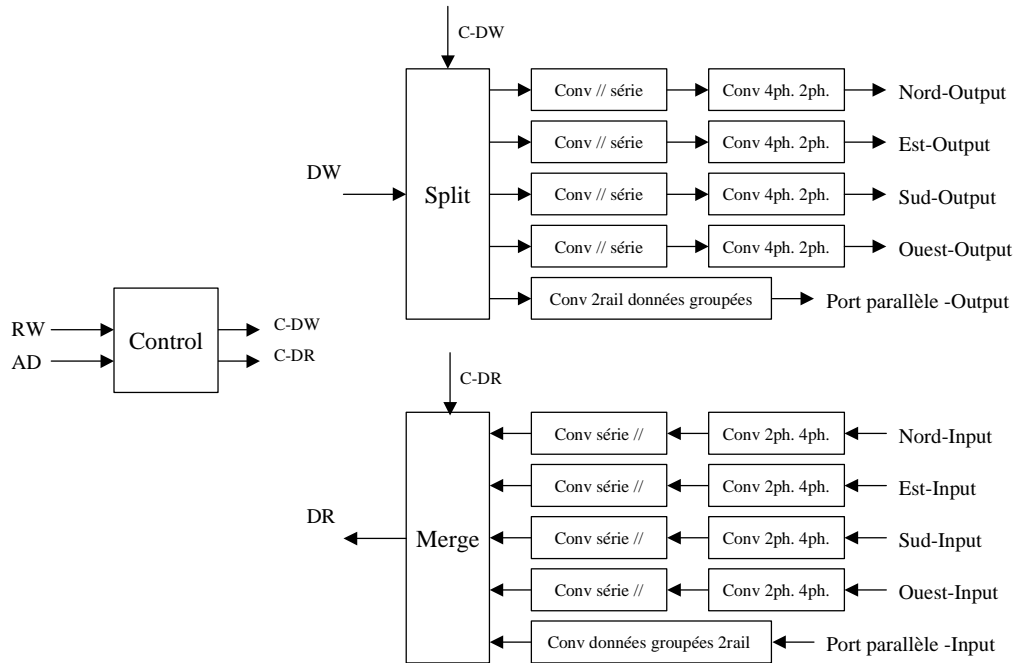 C-DW
Conv // série
Conv 4ph. 2ph.
Nord-Output
Conv // série
Conv 4ph. 2ph.
Est-Output
DW
Split
Conv // série
Conv 4ph. 2ph.
Sud-Output
Conv // série
Conv 4ph. 2ph.
Ouest-Output
Conv 2rail données groupées
Port parallèle -Output
RW
AD
Control
C-DW
C-DR
C-DR
Conv série //
Conv 2ph. 4ph.
Nord-Input
Conv série //
Conv 2ph. 4ph.
Est-Input
DR
Merge
Conv série //
Conv 2ph. 4ph.
Sud-Input
Conv série //
Conv 2ph. 4ph.
Ouest-Input
Conv données groupées 2rail
Port parallèle -Input